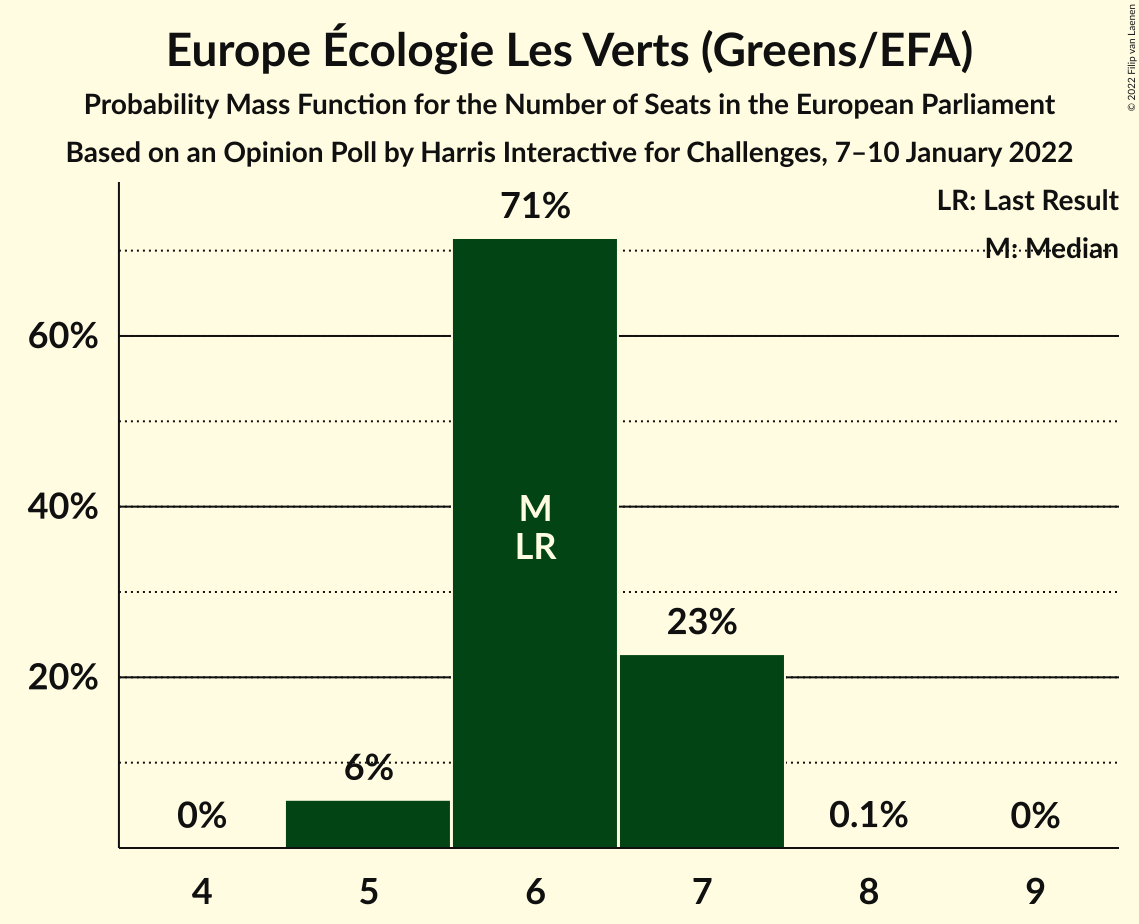 Europe Écologie Les Verts (Greens/EFA)
Probability Mass Function for the Number of Seats in the European Parliament
Based on an Opinion Poll by Harris Interactive for Challenges, 7–10 January 2022
© 2022 Filip van Laenen
LR: Last Result
M: Median
71%
60%
40%
20%
M
LR
23%
6%
0%
0.1%
0%
4 5 6 7 8 9